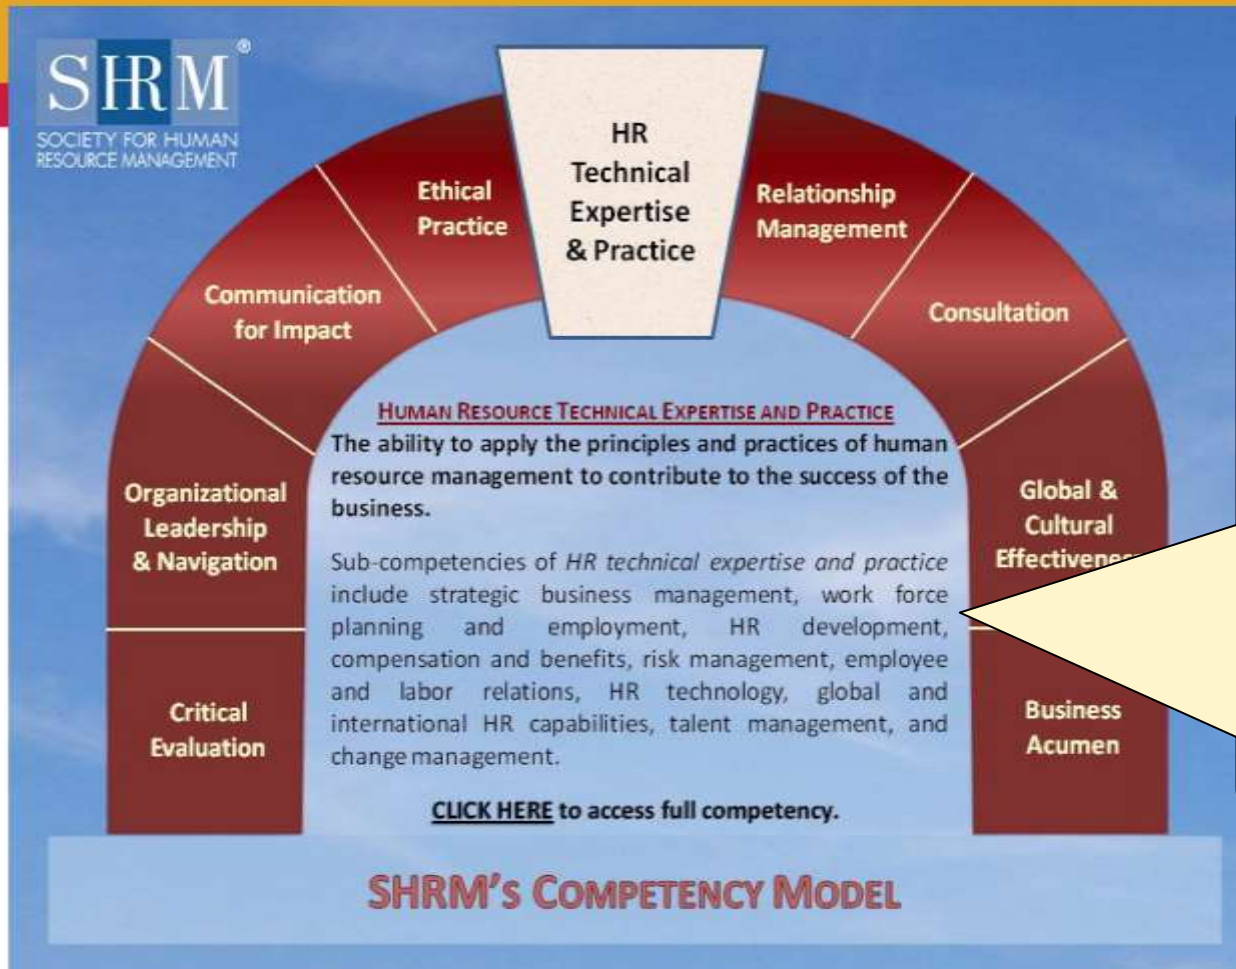 SHRM®
SOCIETY FOR HUMAN
RESOURCE MANAGEMENT
HR
Technical
Expertise
& Practice
Ethical
Practice
Relationship
Management
Communication
for Impact
Consultation
Organizational
Leadership
& Navigation
Global &
Cultural
Effectivenes
Critical
Evaluation
Business
Acumen
HUMAN RESOURCE TECHNICAL EXPERTISE AND PRACTICE
The ability to apply the principles and practices of human
resource management to contribute to the success of the
business.
Sub-competencies of HR technical expertise and practice
include strategic business management, work force
planning and employment, HR development,
compensation and benefits, risk management, employee
and labor relations, HR technology, global and
international HR capabilities, talent management, and
change management.
CLICK HERE to access full competency.
SHRM's COMPETENCY MODEL